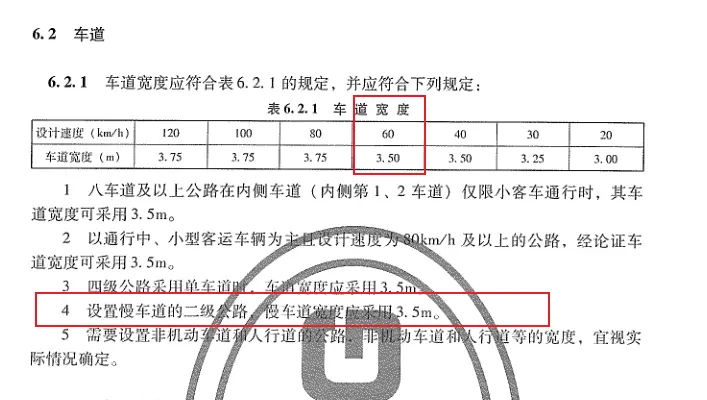 6.2 车道
6.2.1 车道宽度应符合表6.2.1的规定，并应符合下列规定：
表6.2.1 车道宽度
设计速度（km/h） 120 100 80 60 40 30 20
车道宽度（m） 3.75 3.75 3.75 3.50 3.50 3.25 3.00
1 八车道及以上公路在内侧车道（内侧第1、2车道）仅限小客车通行时，其车
道宽度可采用3.5m。
2 以通行中、小型客运车辆为主且设计速度为80km/h及以上的公路，经论证车
道宽度可采用3.5m。
3 四级公路采用单车道时，车道宽度应采用3.5m。
4 设置慢车道的二级公路，慢车道宽度应采用3.5m。
5 需要设置非机动车道和人行道的公路，非机动车道和人行道等的宽度，宜视实
际情况确定。